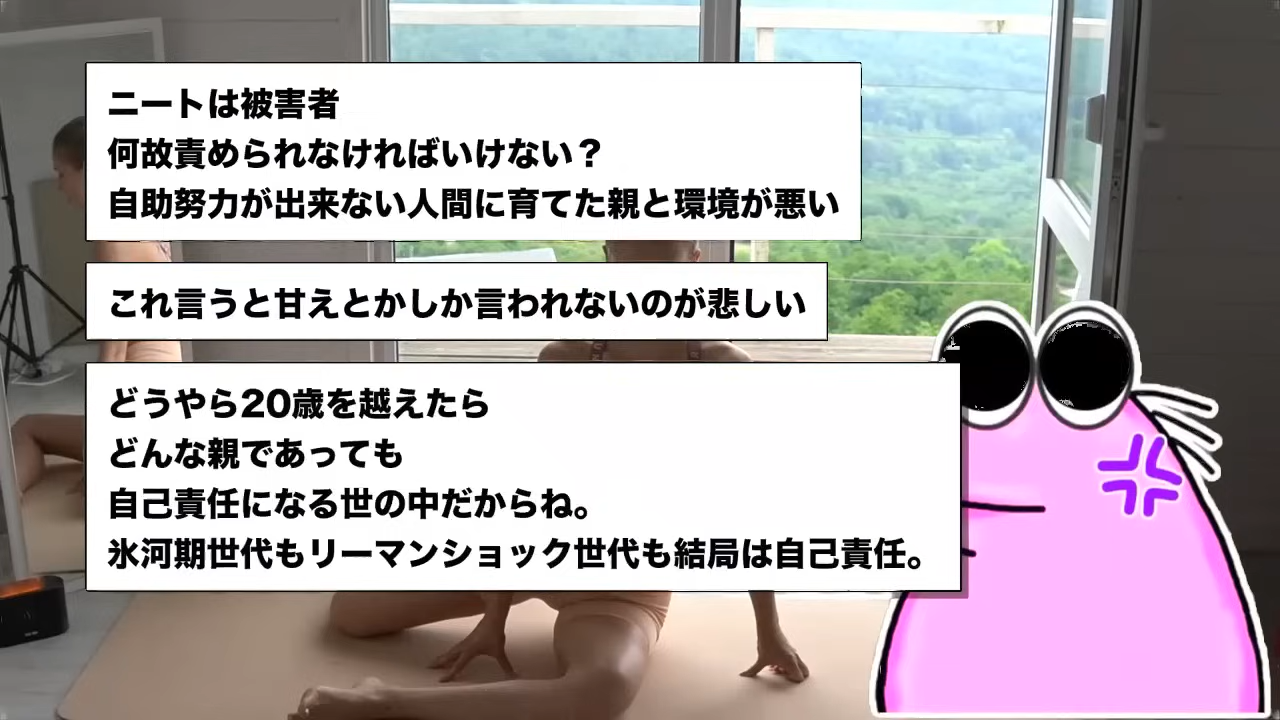 ニートは被害者
何故責められなければいけない？
自助努力が出来ない人間に育てた親と環境が悪い
これ言うと甘えとかしか言われないのが悲しい
どうやら20歳を越えたら
どんな親であっても
自己責任になる世の中だからね。
氷河期世代もリーマンショック世代も結局は自己責任。